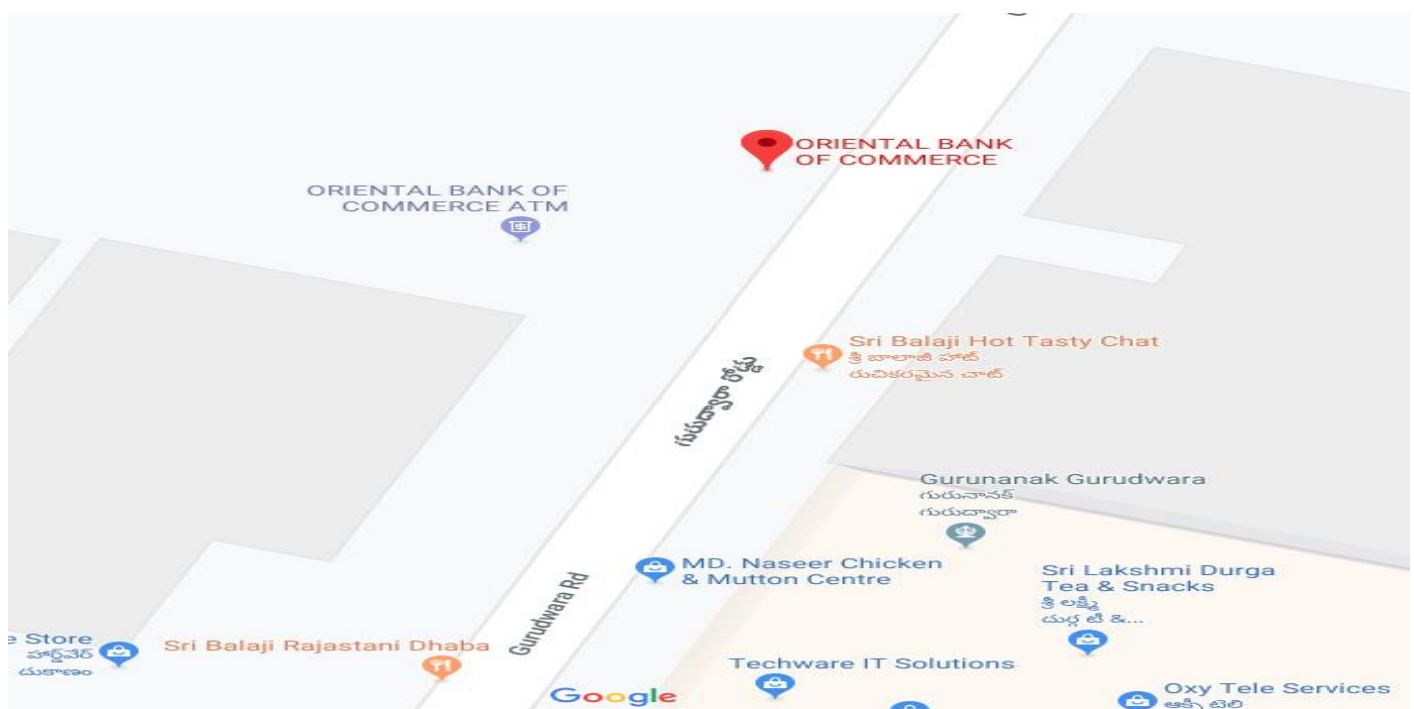 ORIENTAL BANK
OF COMMERCE
ORIENTAL BANK OF
COMMERCE ATM
Sri Balaji Hot Tasty Chat
శ్రీ బాలాజీ హాట్
రుచికరమైన చాట్
గురుద్వారా రోడ్డు
Gurunanak Gurudwara
గురునానక్
గురుద్వారా
MD. Naseer Chicken
& Mutton Centre
Sri Lakshmi Durga
Tea & Snacks
శ్రీ లక్ష్మీ
దుర్గ టీ &...
Gurudwara Rd
e Store
హార్డ్‌వేర్
దుకాణం
Sri Balaji Rajastani Dhaba
Techware IT Solutions
Oxy Tele Services
ఆక్సీ టెలి
Google